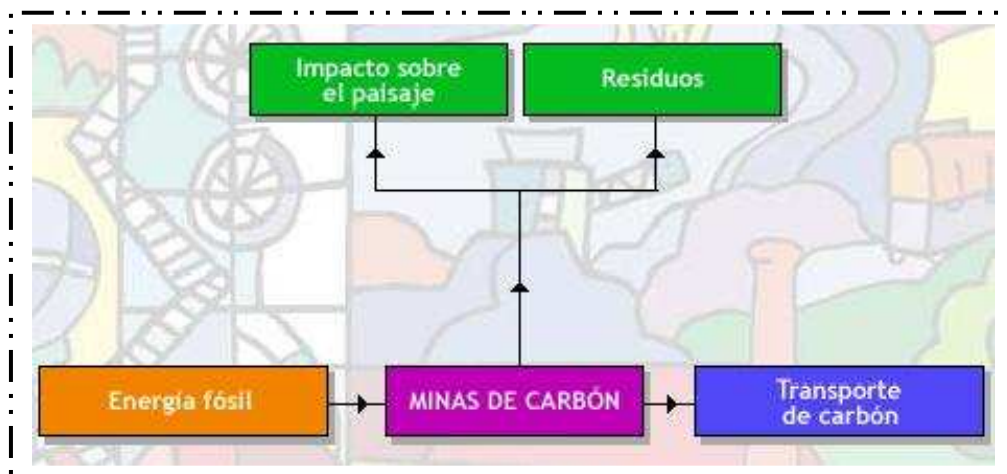 Impacto sobre
el paisaje
Residuos
Energía fósil
MINAS DE CARBÓN
Transporte
de carbón